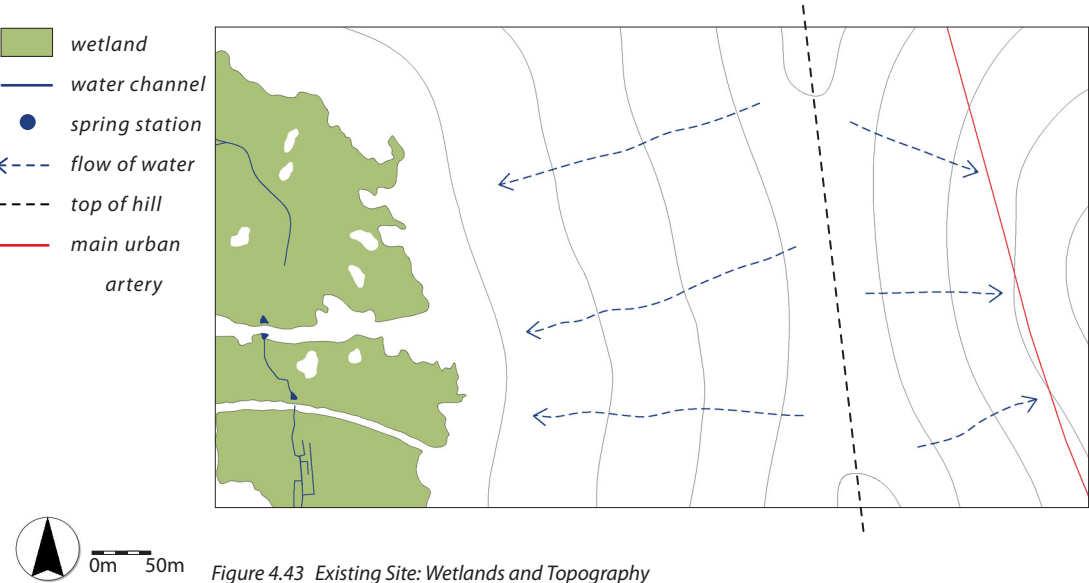 wetland
water channel
spring station
flow of water
top of hill
main urban
artery
0m 50m
Figure 4.43 Existing Site: Wetlands and Topography